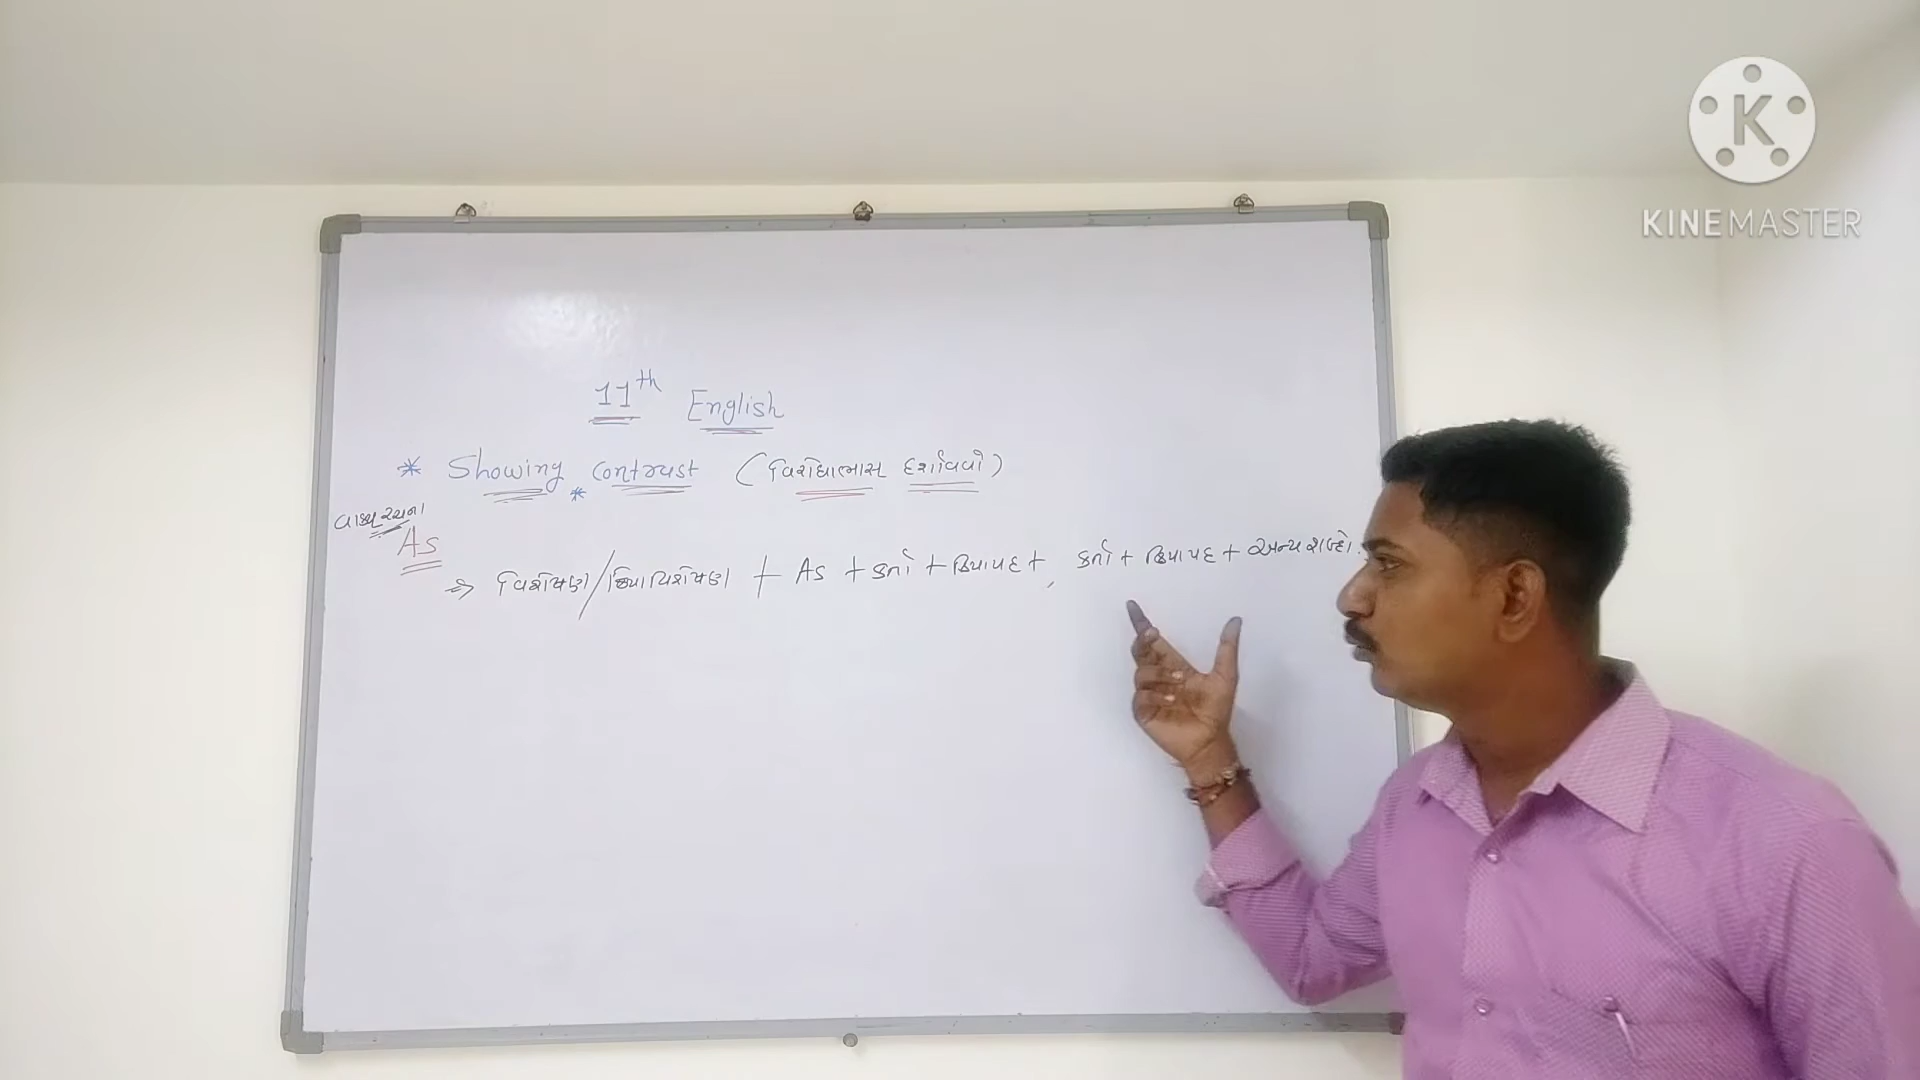 11th English
* Showing contrast (વિરોધાભાસ દર્શાવવો)
*
વાક્ય રચના
As
⇒ વિશેષણ / ક્રિયાવિશેષણ + As + કર્તા + ક્રિયાપદ + , કર્તા + ક્રિયાપદ + અન્ય શબ્દો.
K
KINEMASTER